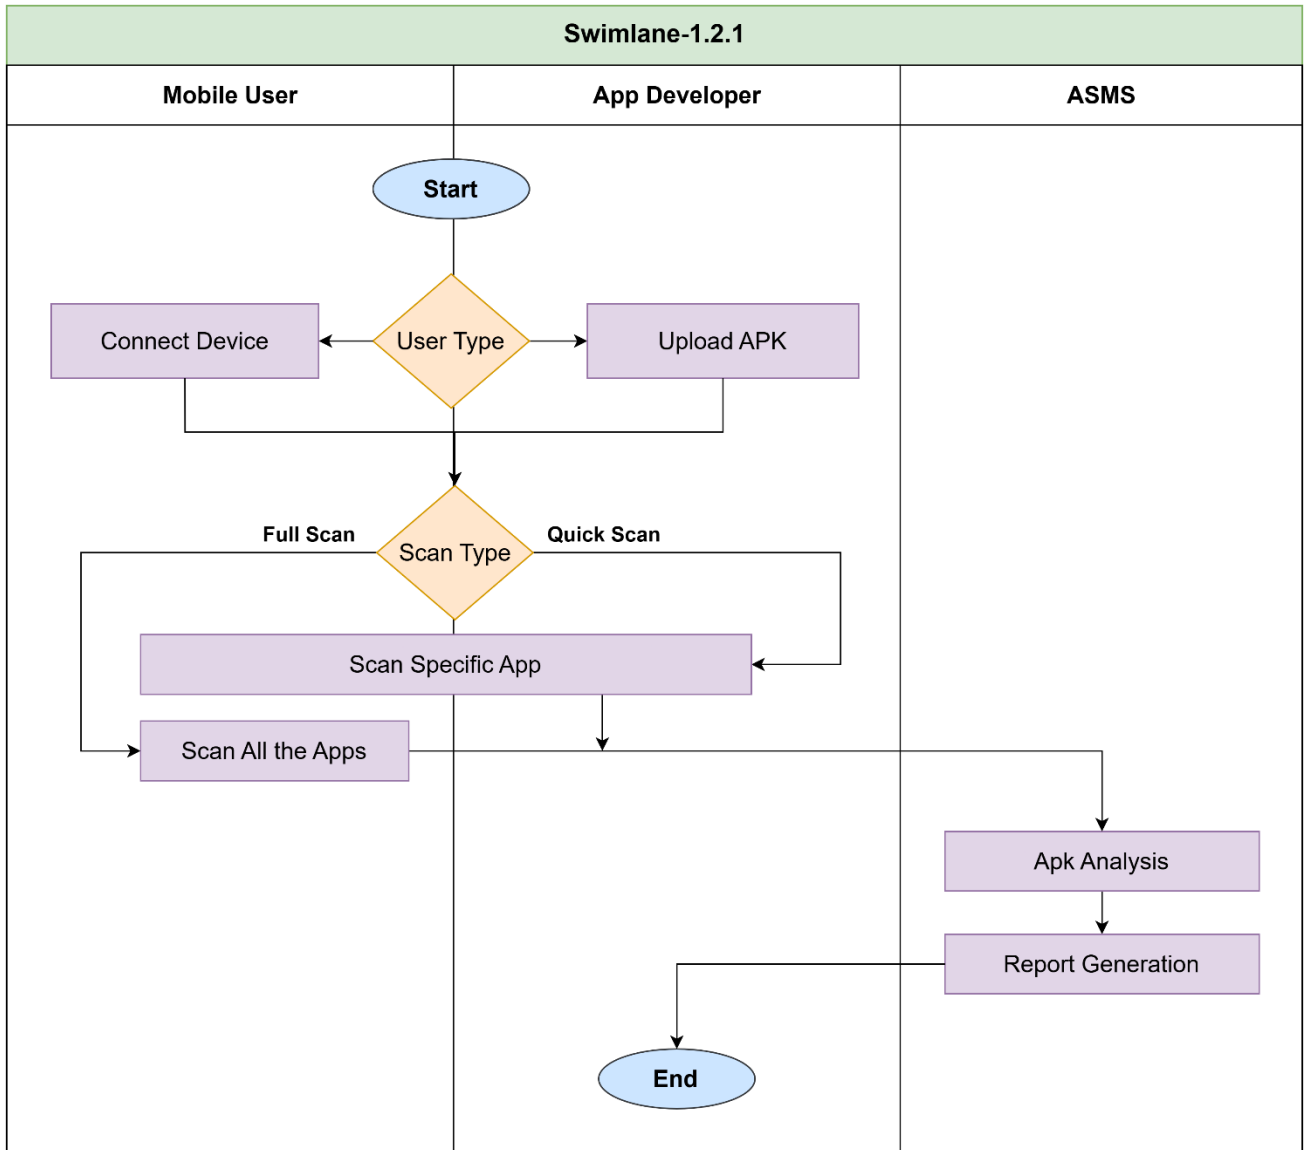 Swimlane-1.2.1
Mobile User
App Developer
ASMS
Start
Connect Device
User Type
Upload APK
Full Scan
Quick Scan
Scan Type
Scan Specific App
Scan All the Apps
Apk Analysis
Report Generation
End